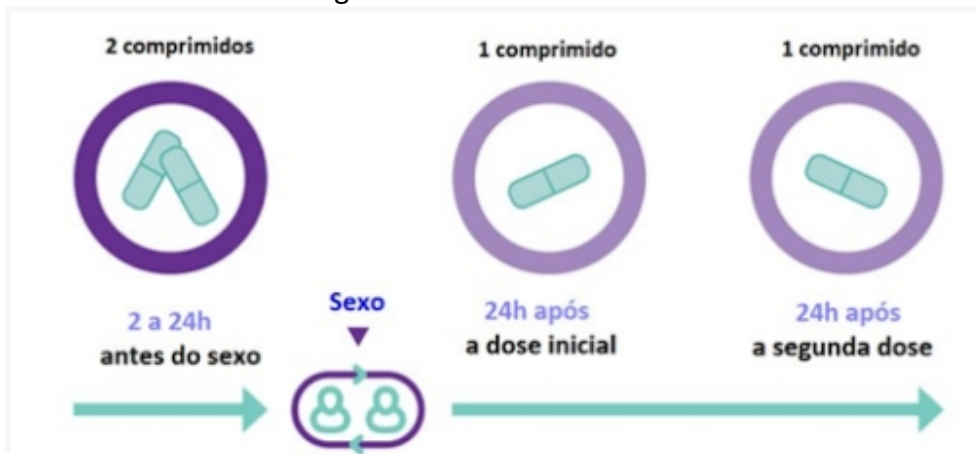 2 comprimidos
1 comprimido
1 comprimido
2 a 24h
antes do sexo
Sexo
24h após
a dose inicial
24h após
a segunda dose